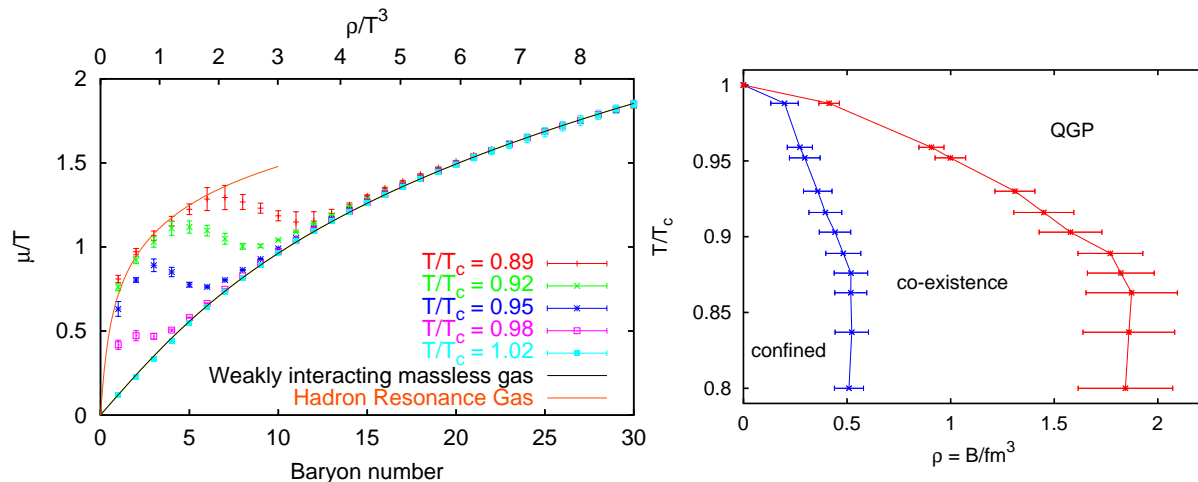 ρ/T³
0 1 2 3 4 5 6 7 8
μ/T
2
1.5
1
0.5
0
T/T_c = 0.89
T/T_c = 0.92
T/T_c = 0.95
T/T_c = 0.98
T/T_c = 1.02
Weakly interacting massless gas
Hadron Resonance Gas
0 5 10 15 20 25 30
Baryon number
T/T_c
1
0.95
0.9
0.85
0.8
QGP
co-existence
confined
0 0.5 1 1.5 2
ρ = B/fm³